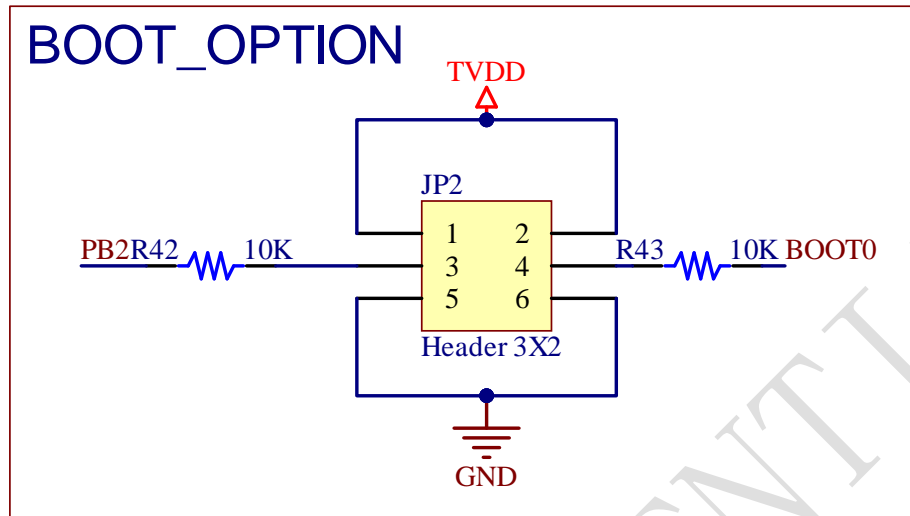 BOOT_OPTION
TVDD
JP2
1 2
PB2 R42 10K 3 4 R43 10K BOOT0
5 6
Header 3X2
GND